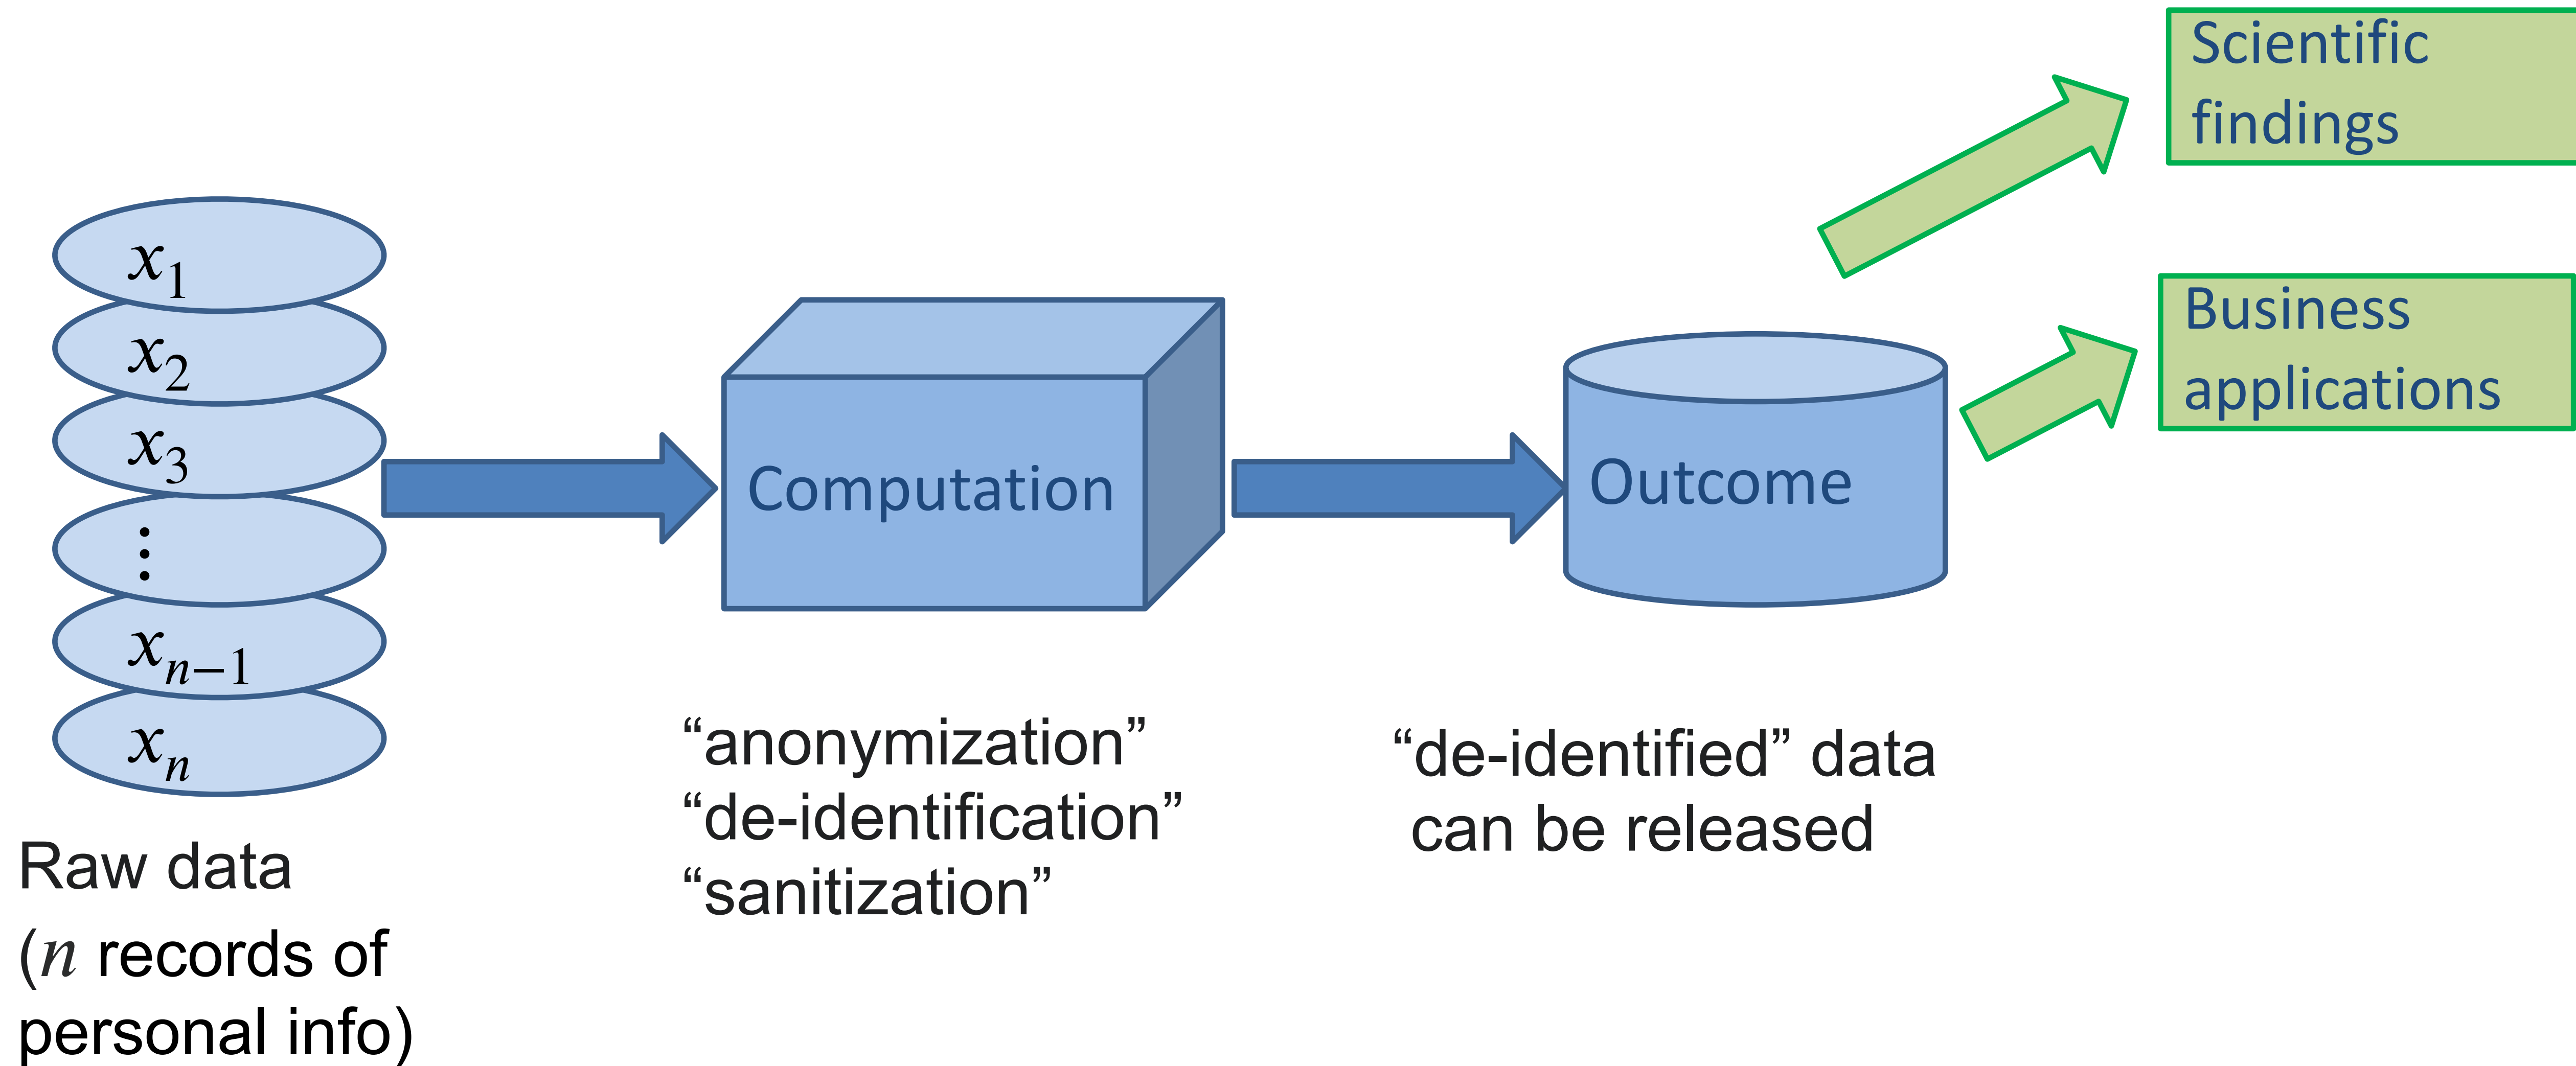 Scientific
findings
Business
applications
x₁
x₂
x₃
⋮
xₙ₋₁
xₙ
Computation
Outcome
“anonymization”
“de-identification”
“sanitization”
“de-identified” data
can be released
Raw data
(n records of
personal info)